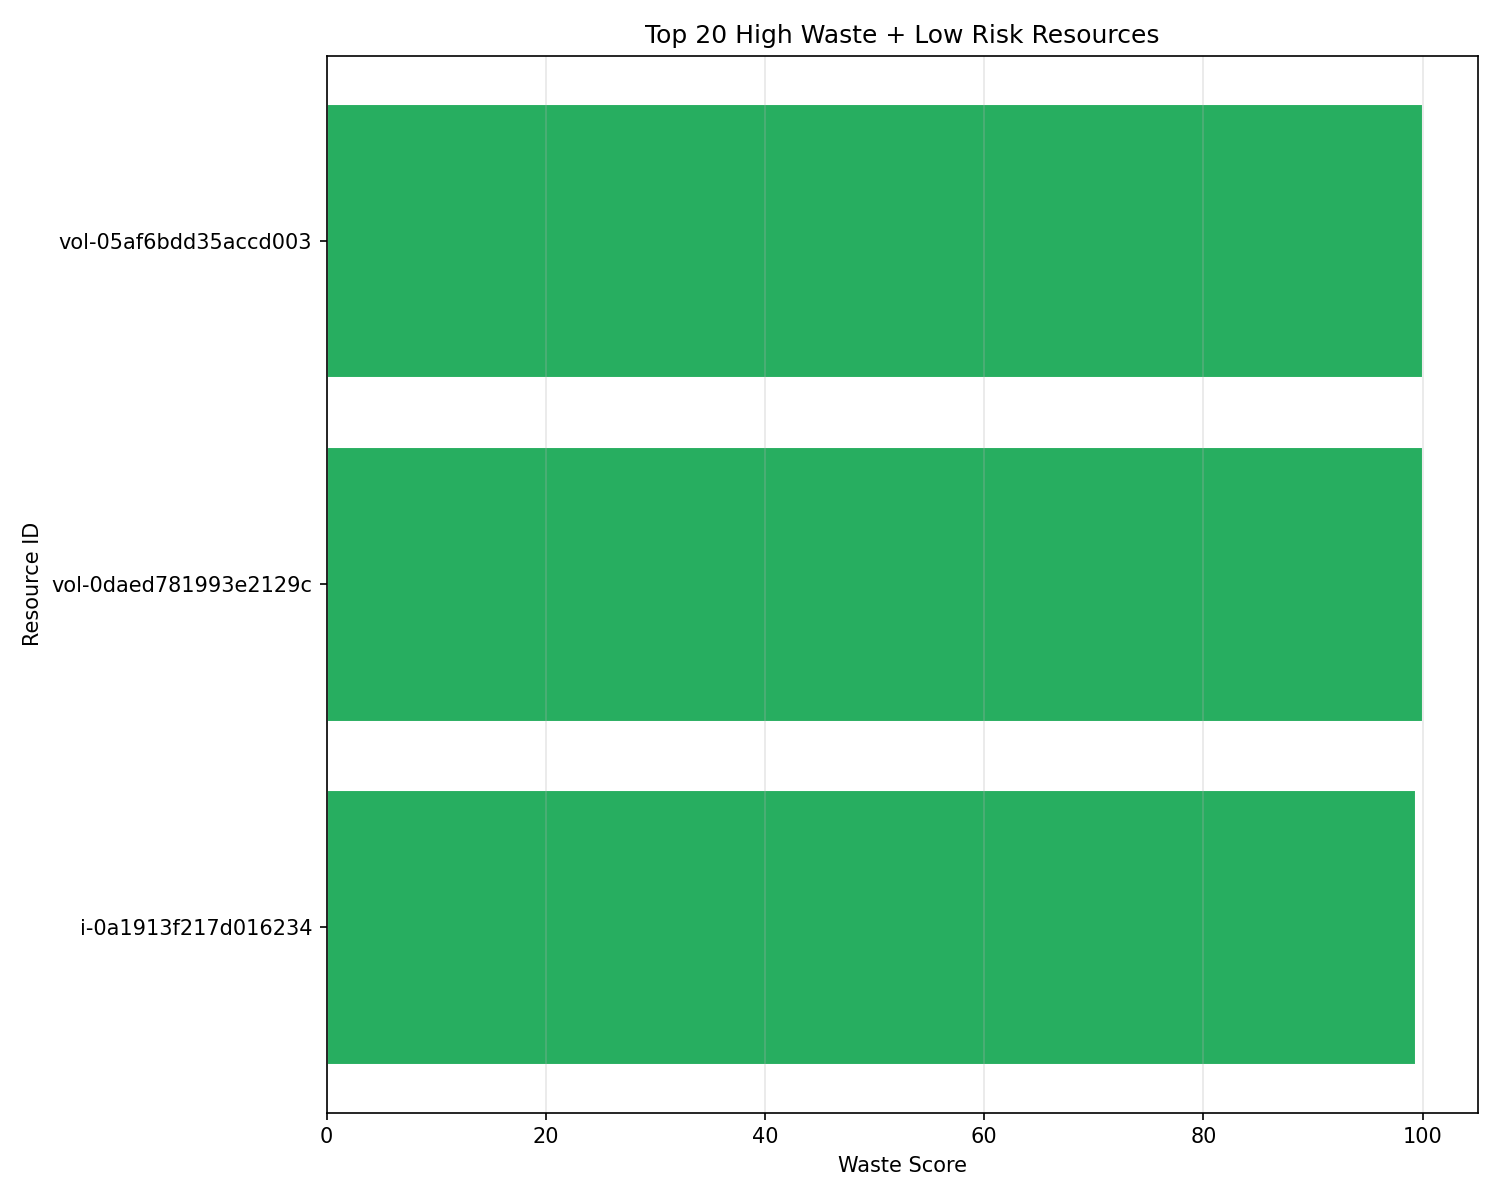 Top 20 High Waste + Low Risk Resources
Resource ID
vol-05af6bdd35accd003
vol-0daed781993e2129c
i-0a1913f217d016234
0 20 40 60 80 100
Waste Score